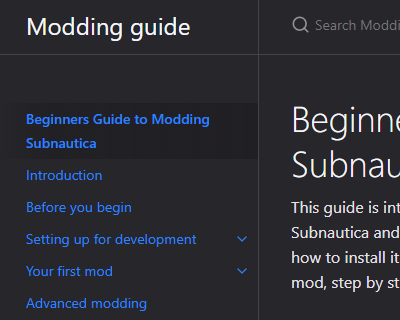 Modding guide
Search Moddi
Beginners Guide to Modding
Subnautica
Introduction
Before you begin
Setting up for development
Your first mod
Advanced modding
Beginne
Subnau
This guide is int
Subnautica and
how to install it
mod, step by st